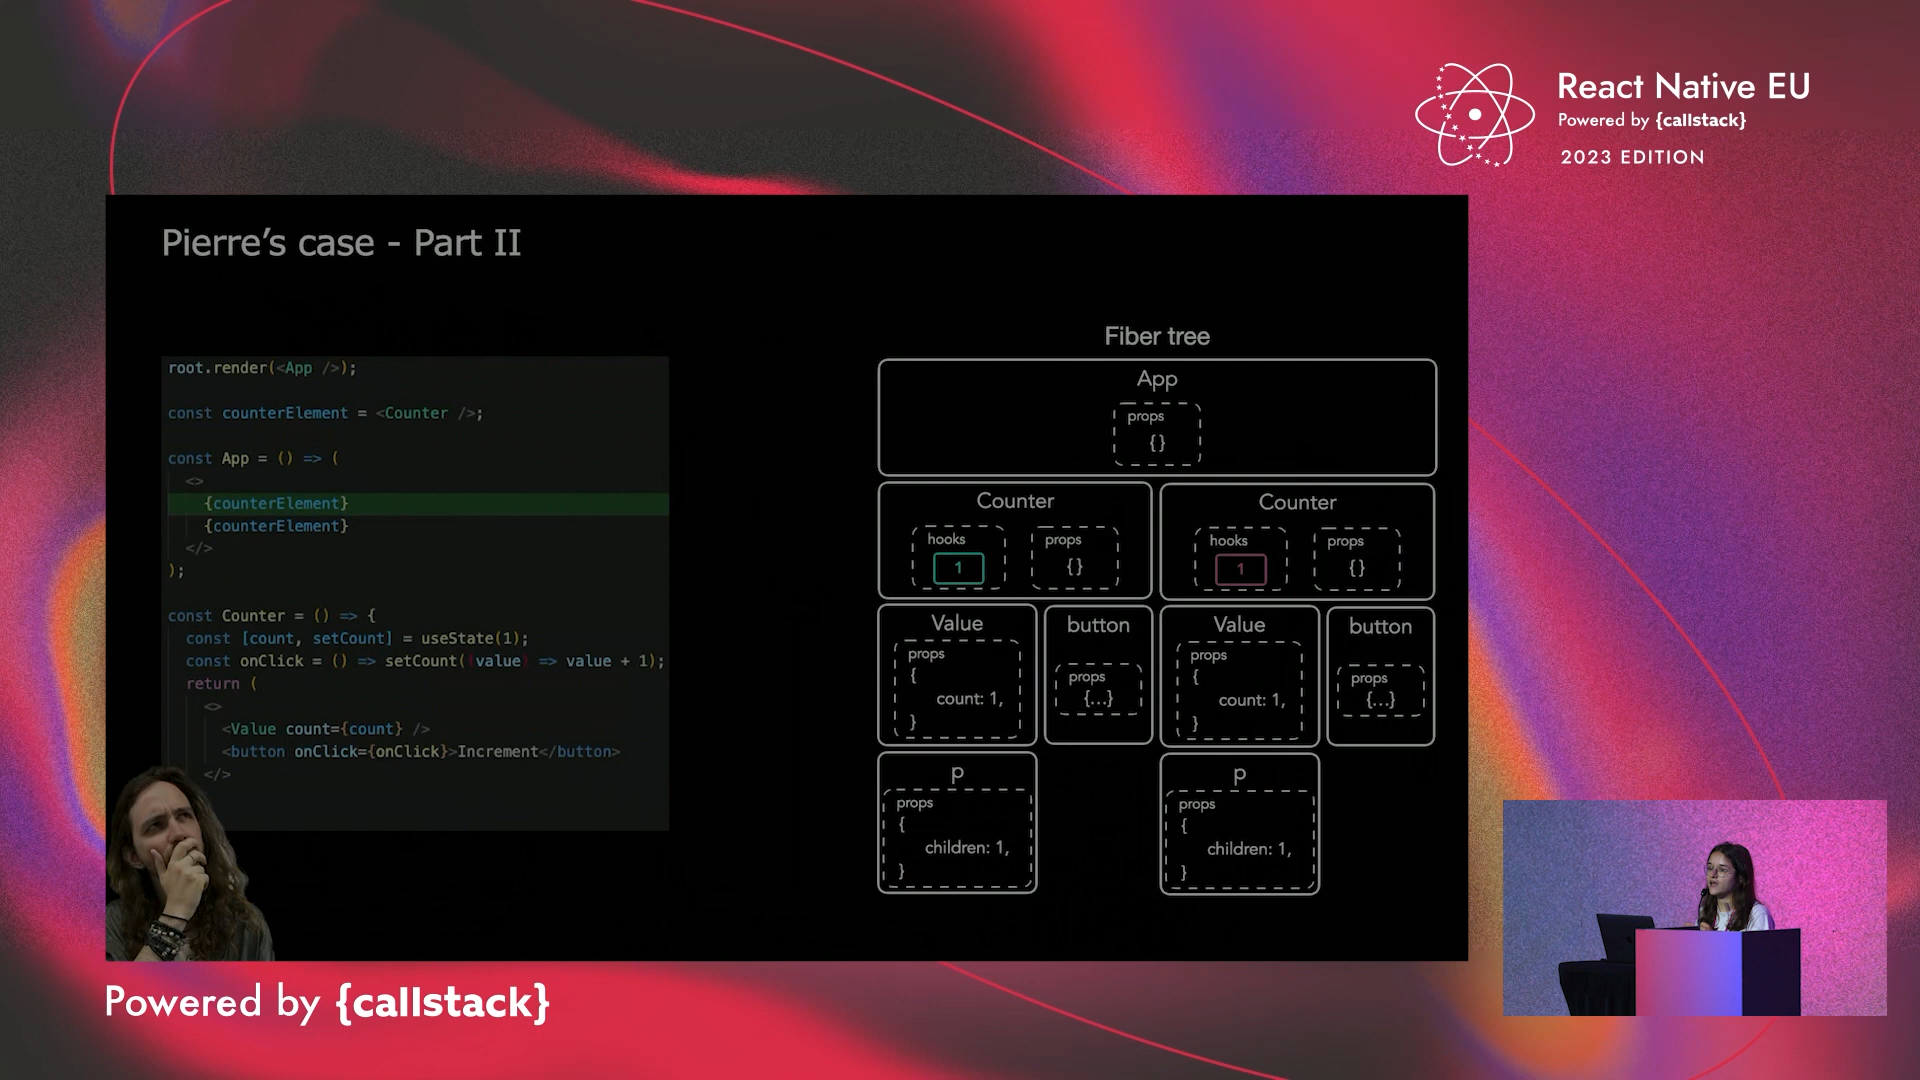 React Native EU
Powered by {callstack}
2023 EDITION
Pierre's case - Part II
root.render(<App />);
const counterElement = <Counter />;
const App = () => (
<>
{counterElement}
{counterElement}
</>
);
const Counter = () => {
const [count, setCount] = useState(1);
const onClick = () => setCount( value => value + 1);
return (
<>
<Value count={count} />
<button onClick={onClick}>Increment</button>
</>
Fiber tree
App
props
{}
Counter
hooks
1
props
{}
Counter
hooks
1
props
{}
Value
props
{
count: 1,
}
button
props
{...}
Value
props
{
count: 1,
}
button
props
{...}
p
props
{
children: 1,
}
p
props
{
children: 1,
}
Powered by {callstack}